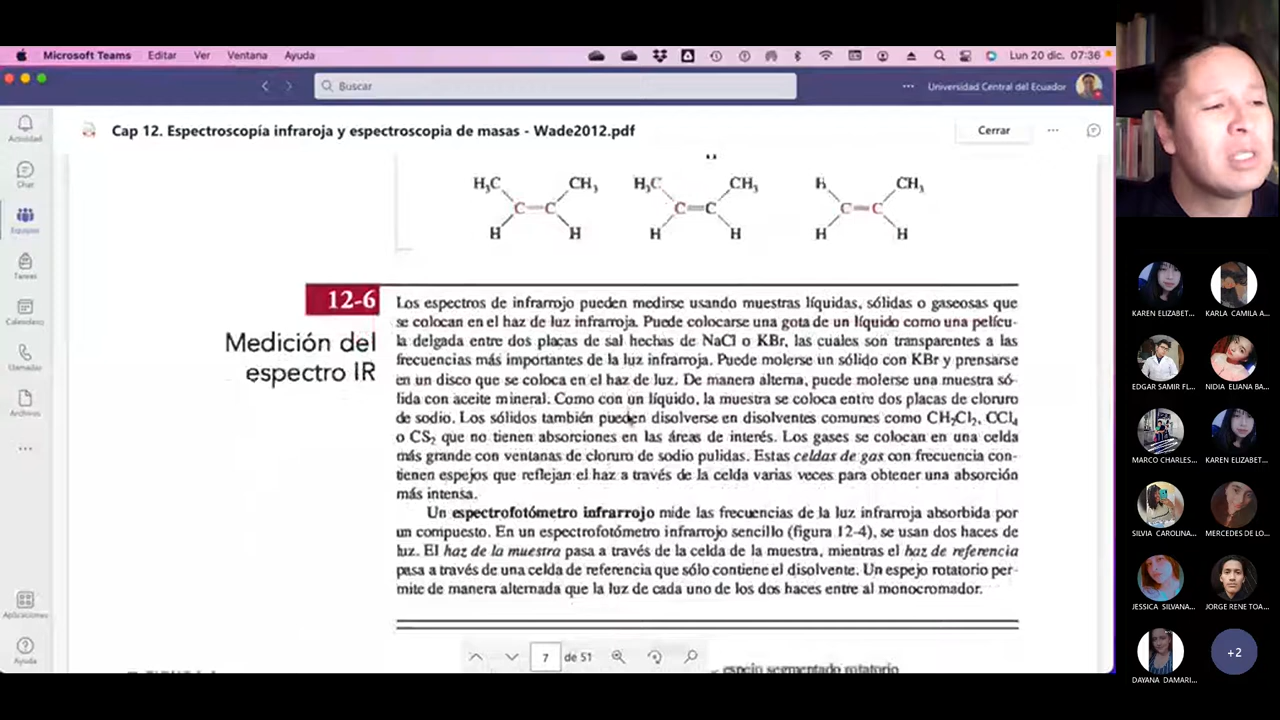 Microsoft Teams Editar Ver Ventana Ayuda Lun 20 dic. 07:36
Buscar
Universidad Central del Ecuador
Cap 12. Espectroscopía infraroja y espectroscopia de masas - Wade2012.pdf
Cerrar
Actividad
Chat
Equipos
Tareas
Calendario
Llamadas
Archivos
Aplicaciones
Ayuda
H₃C CH₃ H₃C CH₃ H CH₃
C=C C=C C=C
H H H H H H
12-6
Medición del
espectro IR
Los espectros de infrarrojo pueden medirse usando muestras líquidas, sólidas o gaseosas que
se colocan en el haz de luz infrarroja. Puede colocarse una gota de un líquido como una pelícu-
la delgada entre dos placas de sal hechas de NaCl o KBr, las cuales son transparentes a las
frecuencias más importantes de la luz infrarroja. Puede molerse un sólido con KBr y prensarse
en un disco que se coloca en el haz de luz. De manera alterna, puede molerse una muestra só-
lida con aceite mineral. Como con un líquido, la muestra se coloca entre dos placas de cloruro
de sodio. Los sólidos también pueden disolverse en disolventes comunes como CH₂Cl₂, CCl₄
o CS₂ que no tienen absorciones en las áreas de interés. Los gases se colocan en una celda
más grande con ventanas de cloruro de sodio pulidas. Estas celdas de gas con frecuencia con-
tienen espejos que reflejan el haz a través de la celda varias veces para obtener una absorción
más intensa.
Un espectrofotómetro infrarrojo mide las frecuencias de la luz infrarroja absorbida por
un compuesto. En un espectrofotómetro infrarrojo sencillo (figura 12-4), se usan dos haces de
luz. El haz de la muestra pasa a través de la celda de la muestra, mientras el haz de referencia
pasa a través de una celda de referencia que sólo contiene el disolvente. Un espejo rotatorio per-
mite de manera alternada que la luz de cada uno de los dos haces entre al monocromador.
7 de 51
espejo segmentado rotatorio
KAREN ELIZABET... KARLA CAMILA A...
EDGAR SAMIR FL... NIDIA ELIANA BA...
MARCO CHARLES... KAREN ELIZABET...
SILVIA CAROLINA... MERCEDES DE LO...
JESSICA SILVANA... JORGE RENE TOA...
DAYANA DAMARI... +2